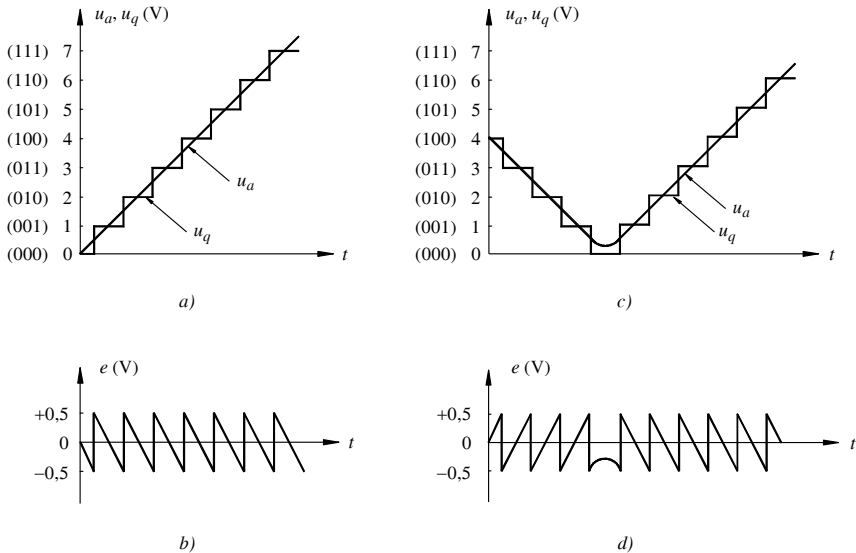 u_a, u_q (V)
(111) 7
(110) 6
(101) 5
(100) 4
(011) 3
(010) 2
(001) 1
(000) 0
u_a
u_q
t
a)
u_a, u_q (V)
(111) 7
(110) 6
(101) 5
(100) 4
(011) 3
(010) 2
(001) 1
(000) 0
u_a
u_q
t
c)
e (V)
+0,5
0
−0,5
t
b)
e (V)
+0,5
0
−0,5
t
d)